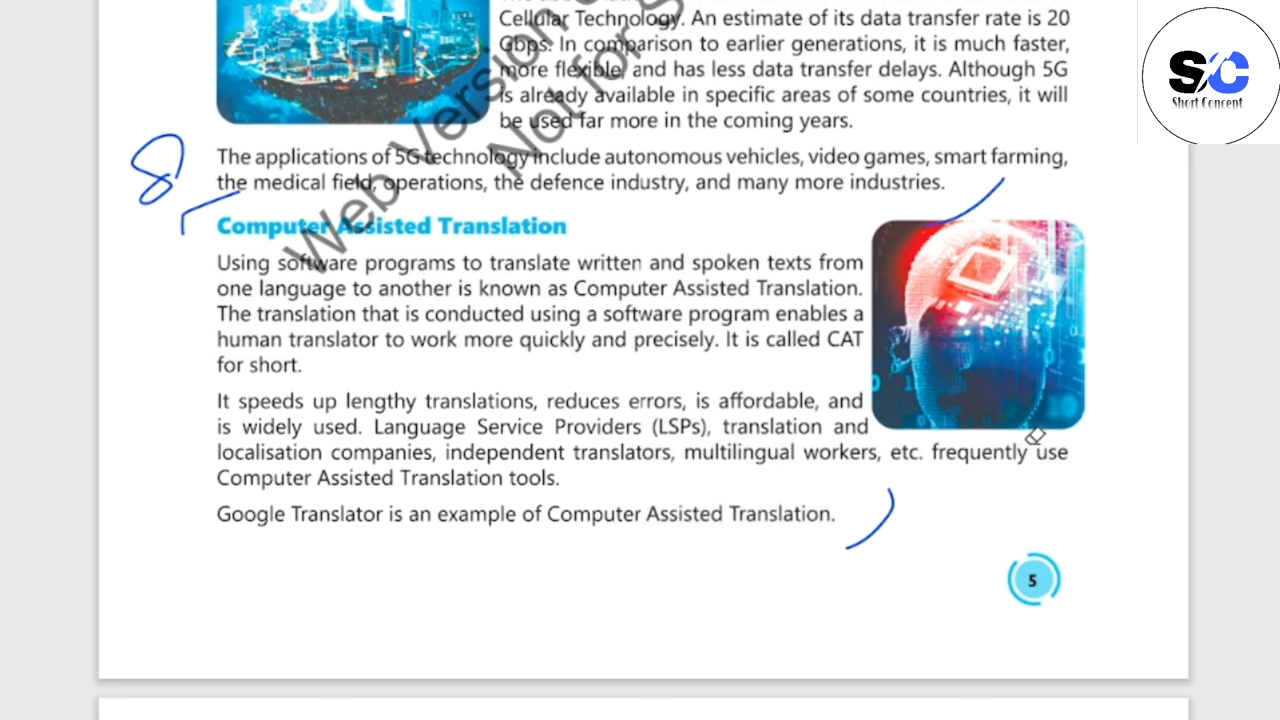 5G
Cellular Technology. An estimate of its data transfer rate is 20
Gbps. In comparison to earlier generations, it is much faster,
more flexible, and has less data transfer delays. Although 5G
is already available in specific areas of some countries, it will
be used far more in the coming years.
The applications of 5G technology include autonomous vehicles, video games, smart farming,
the medical field, operations, the defence industry, and many more industries.
Computer Assisted Translation
Using software programs to translate written and spoken texts from
one language to another is known as Computer Assisted Translation.
The translation that is conducted using a software program enables a
human translator to work more quickly and precisely. It is called CAT
for short.
It speeds up lengthy translations, reduces errors, is affordable, and
is widely used. Language Service Providers (LSPs), translation and
localisation companies, independent translators, multilingual workers, etc. frequently use
Computer Assisted Translation tools.
Google Translator is an example of Computer Assisted Translation.
5
Web Version
Not for
SC
Short Concept